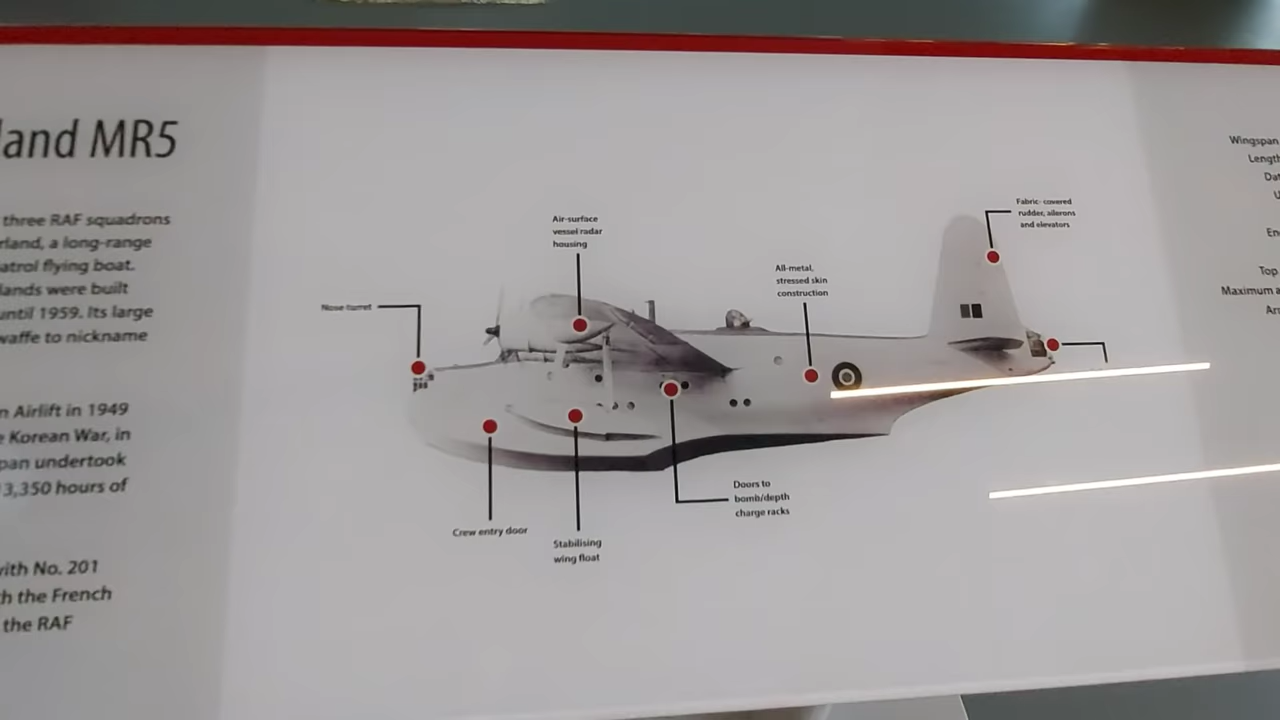 land MR5
three RAF squadrons
rland, a long-range
atrol flying boat.
lands were built
until 1959. Its large
waffe to nickname
n Airlift in 1949
e Korean War, in
pan undertook
3,350 hours of
with No. 201
h the French
the RAF
Nose turret
Air-surface
vessel radar
housing
All-metal,
stressed skin
construction
Fabric- covered
rudder, ailerons
and elevators
Crew entry door
Stabilising
wing float
Doors to
bomb/depth
charge racks
Wingspan
Length
Dat
U
En
Top
Maximum a
Ar